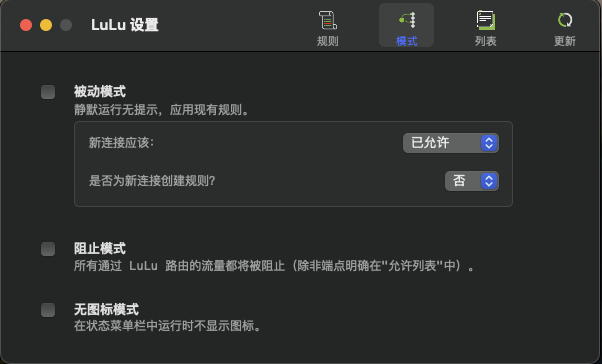 LuLu 设置
规则
模式
列表
更新
被动模式
静默运行无提示，应用现有规则。
新连接应该：
已允许
是否为新连接创建规则?
否
阻止模式
所有通过 LuLu 路由的流量都将被阻止（除非端点明确在"允许列表"中）。
无图标模式
在状态菜单栏中运行时不显示图标。